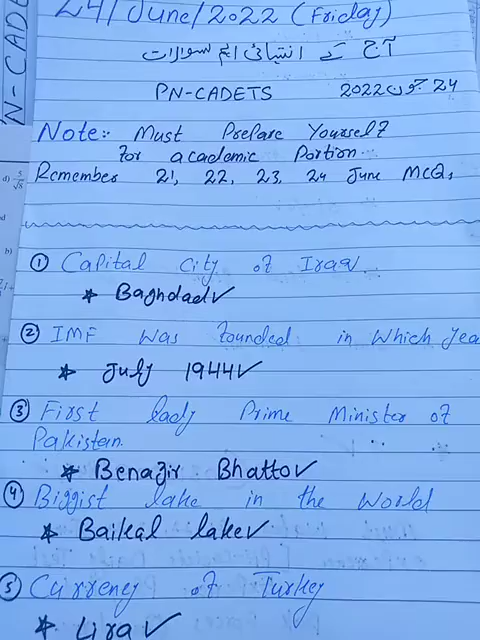 24/June/2022 (Friday)
آج کے انتہائی اہم سوالات
PN-CADETS 24 جون 2022
N-CADE
Note:- Must Prepare Yourself
For academic Portion...
Remember 21, 22, 23, 24 June MCQs
① Capital City of Iraq
★ Baghdad✓
② IMF was founded in which yea
★ July 1944✓
③ First lady Prime Minister of
Pakistan.
★ Benazir Bhatto✓
④ Biggist lake in the World
★ Baikal lake✓
⑤ Currency of Turkey
★ Lira✓